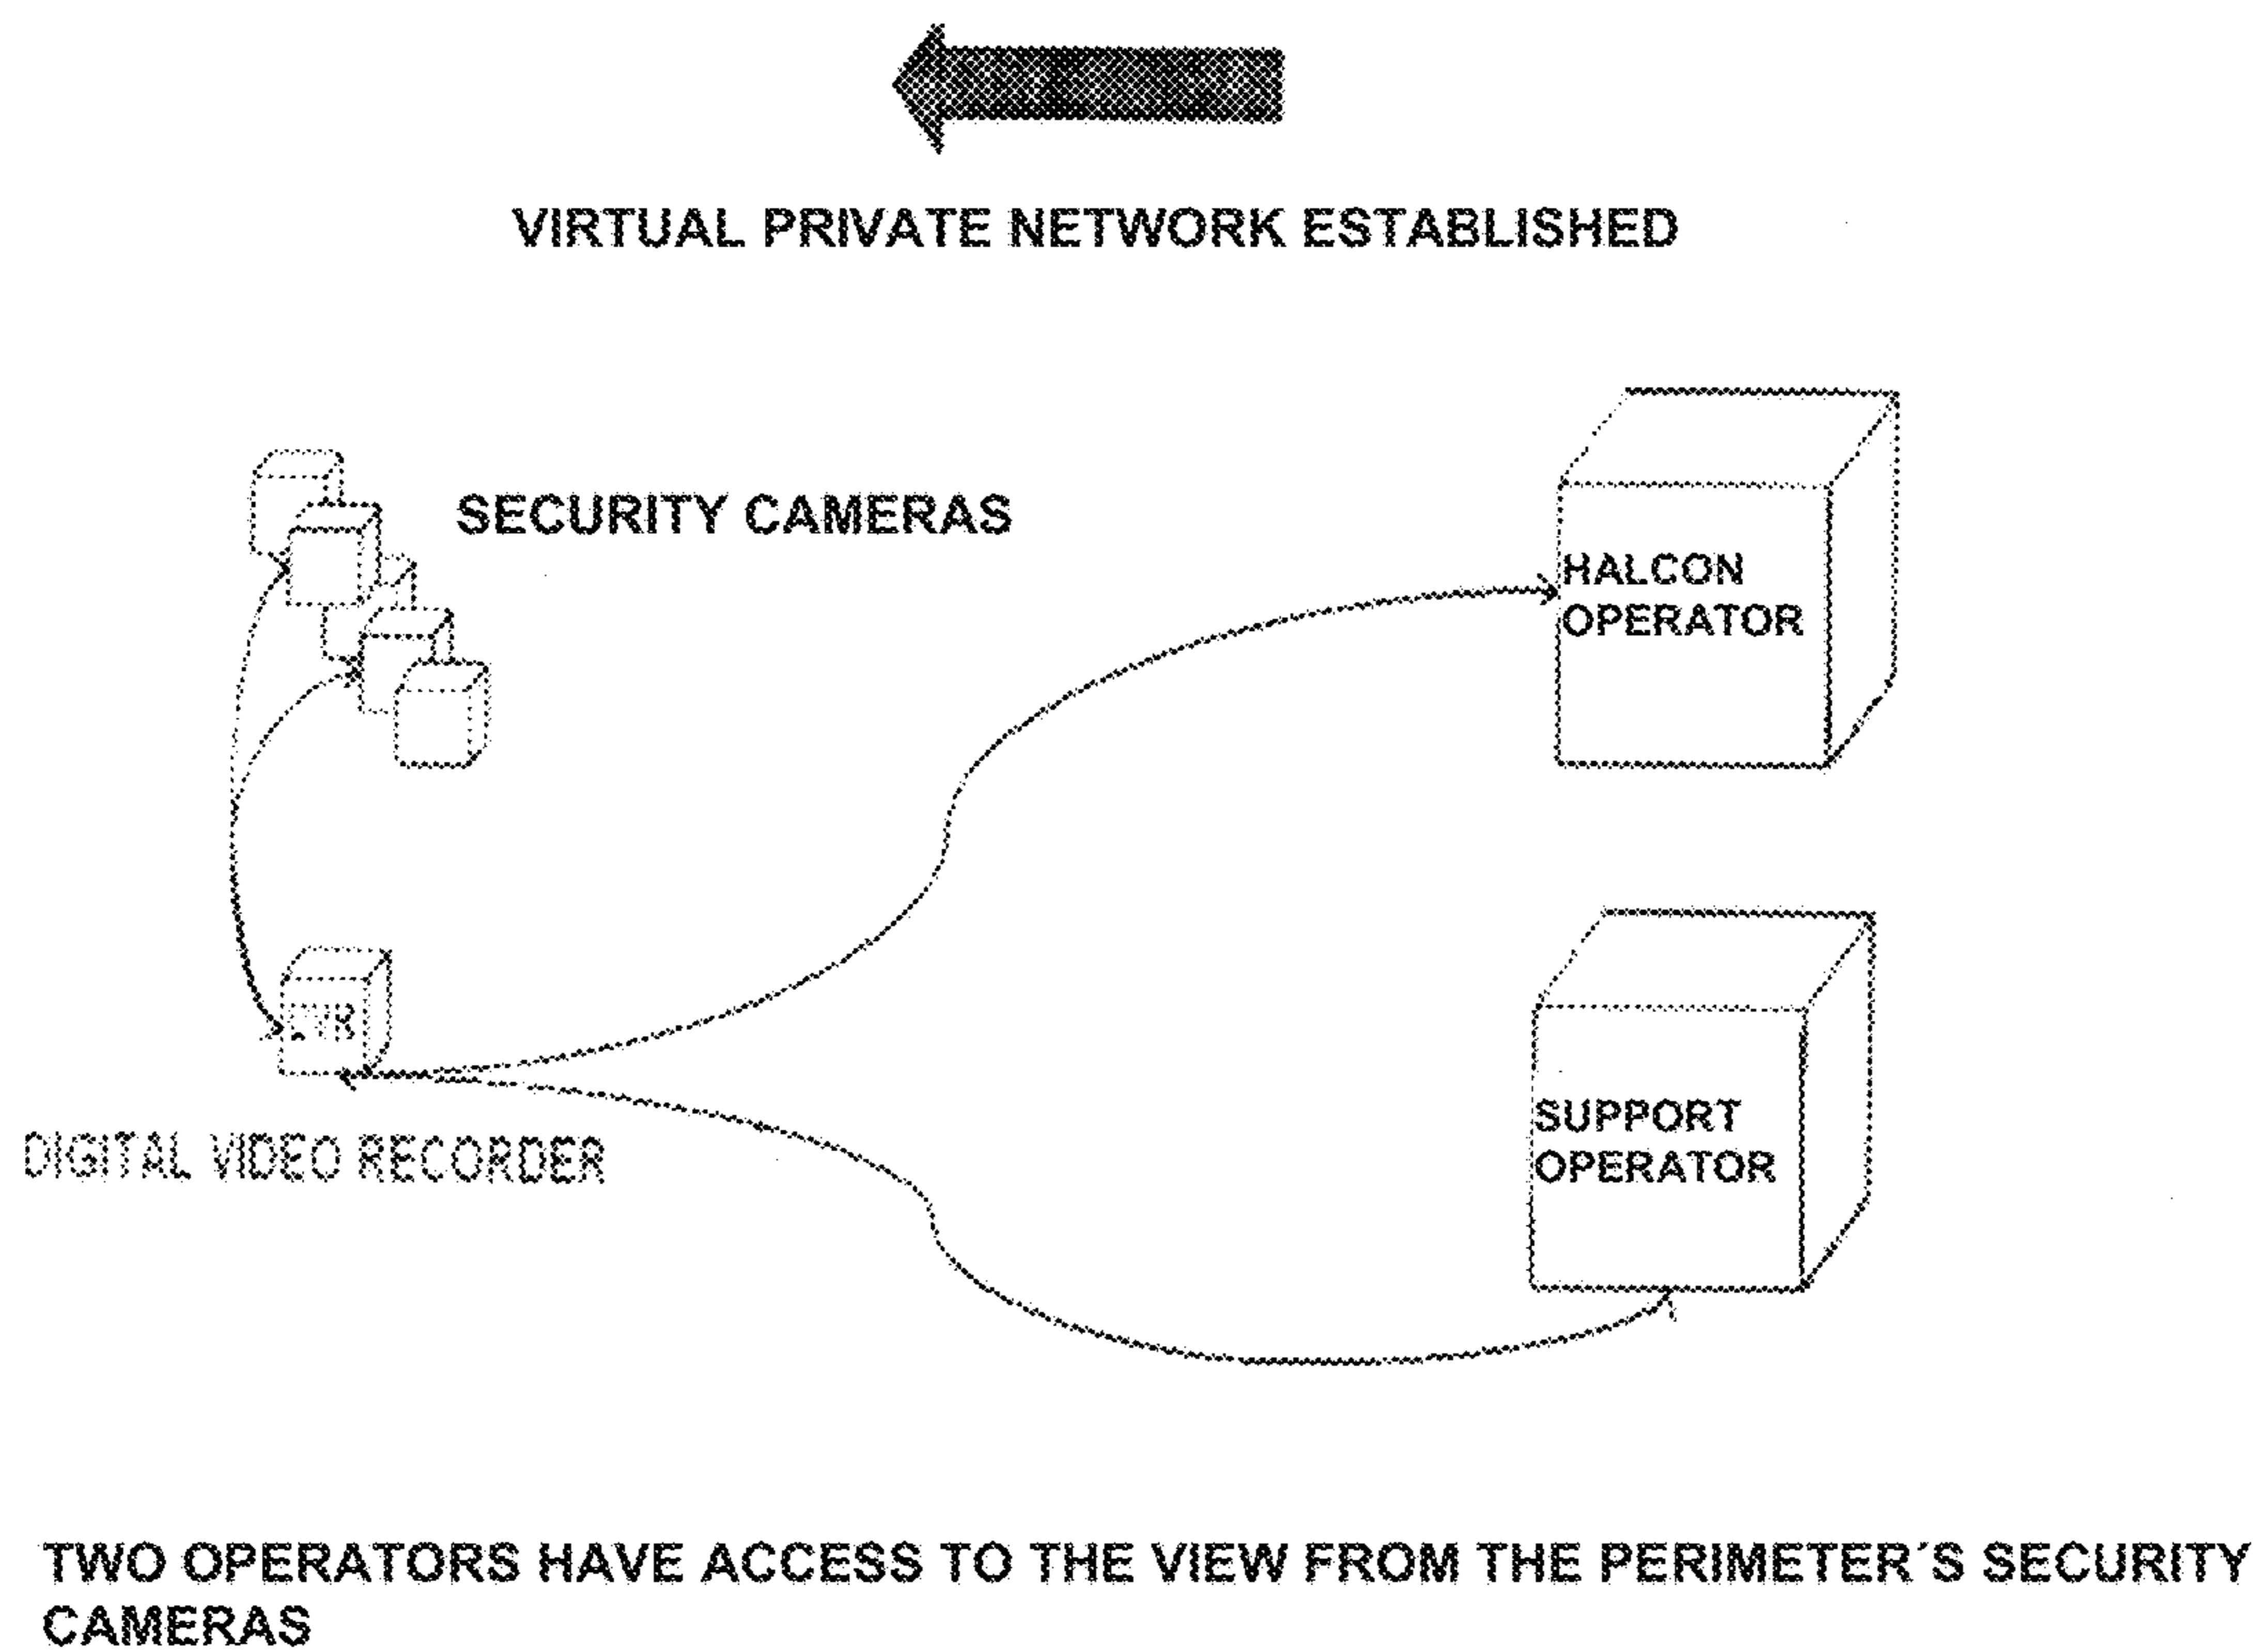 VIRTUAL PRIVATE NETWORK ESTABLISHED
SECURITY CAMERAS
HALCON
OPERATOR
DVR
DIGITAL VIDEO RECORDER
SUPPORT
OPERATOR
TWO OPERATORS HAVE ACCESS TO THE VIEW FROM THE PERIMETER´S SECURITY
CAMERAS